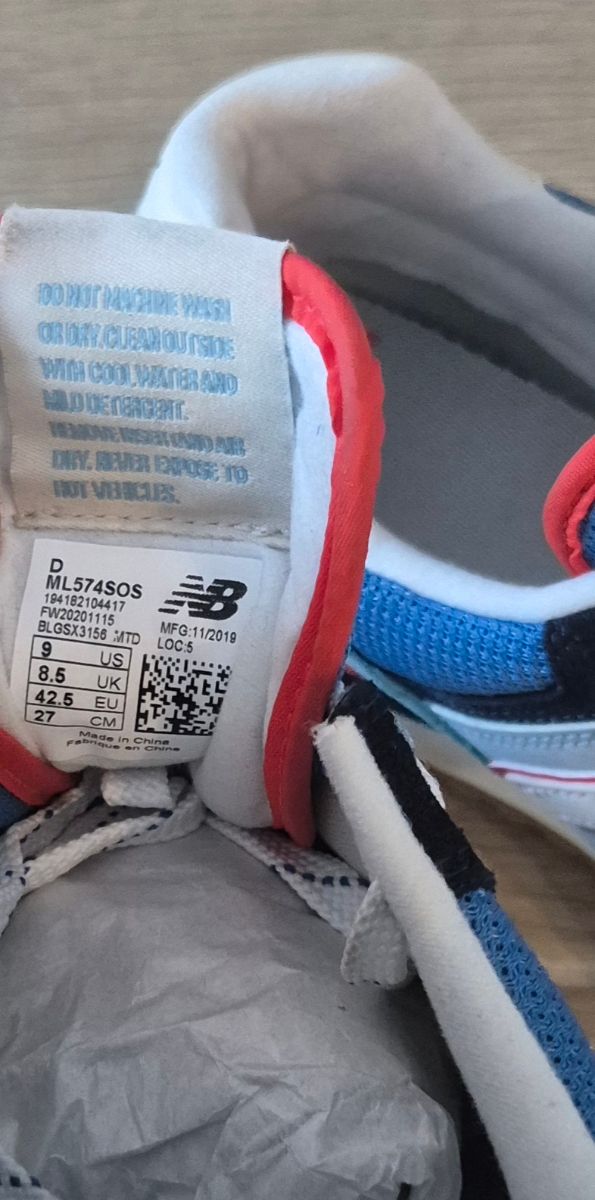 DO NOT MACHINE WASH
OR DRY. CLEAN OUTSIDE
WITH COOL WATER AND
MILD DETERGENT.
REMOVE INSERT AND AIR
DRY. NEVER EXPOSE TO
HOT VEHICLES.
D
ML574SOS
194182104417
FW20201115
BLGSX3156 MTD
NB
MFG:11/2019
LOC:5
9 US
8.5 UK
42.5 EU
27 CM
Made in China
Fabriqué en Chine